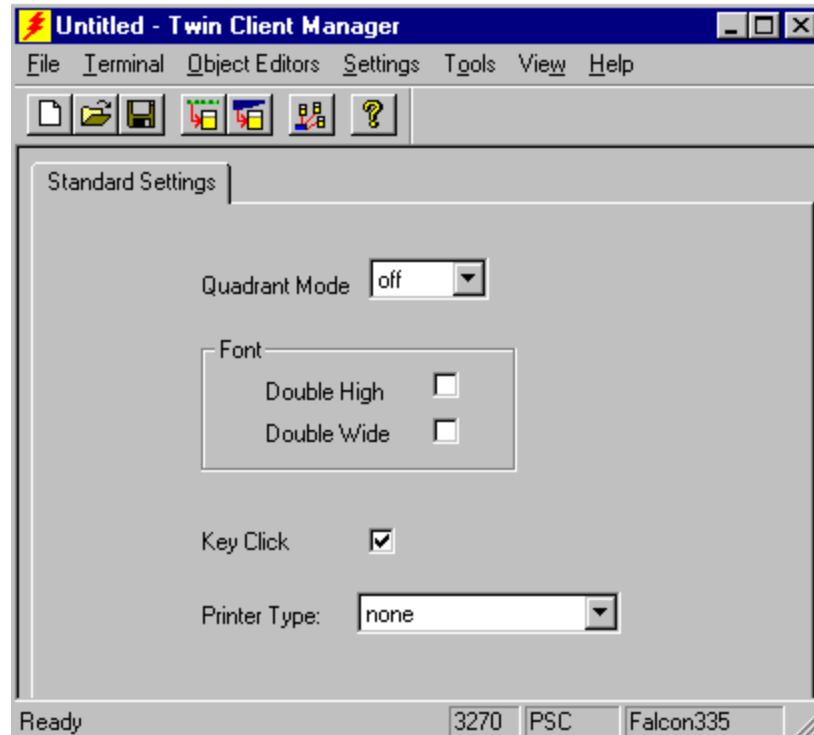 Untitled - Twin Client Manager
File Terminal Object Editors Settings Tools View Help
Standard Settings
Quadrant Mode off
Font
Double High
Double Wide
Key Click
Printer Type: none
Ready 3270 PSC Falcon335